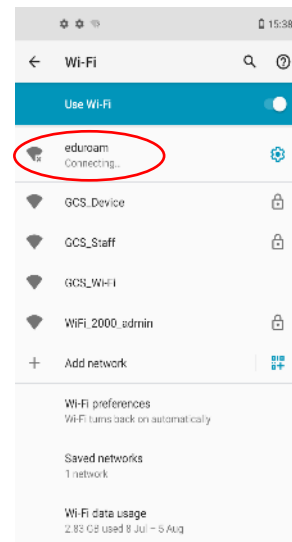 15:38
Wi-Fi
Use Wi-Fi
eduroam
Connecting...
GCS_Device
GCS_Staff
GCS_Wi-Fi
WiFi_2000_admin
Add network
Wi-Fi preferences
Wi-Fi turns back on automatically
Saved networks
1 network
Wi-Fi data usage
2.83 GB used 8 Jul – 5 Aug